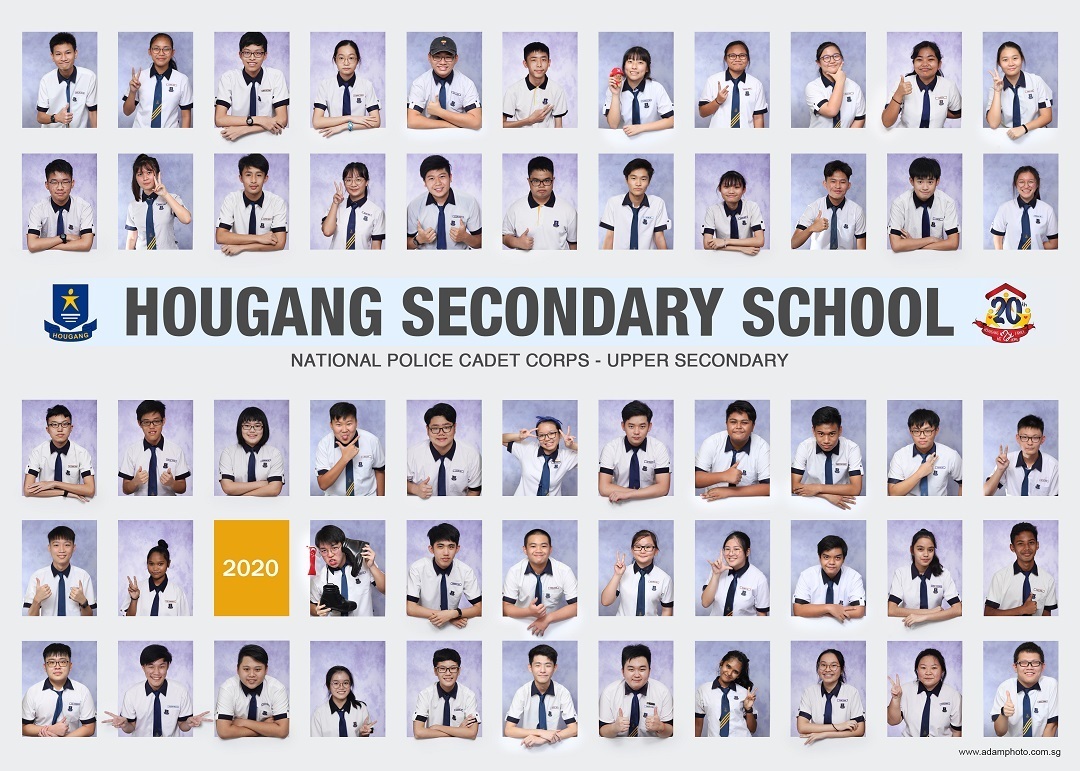 HOUGANG SECONDARY SCHOOL
HOUGANG
20th
NATIONAL POLICE CADET CORPS - UPPER SECONDARY
2020
www.adamphoto.com.sg